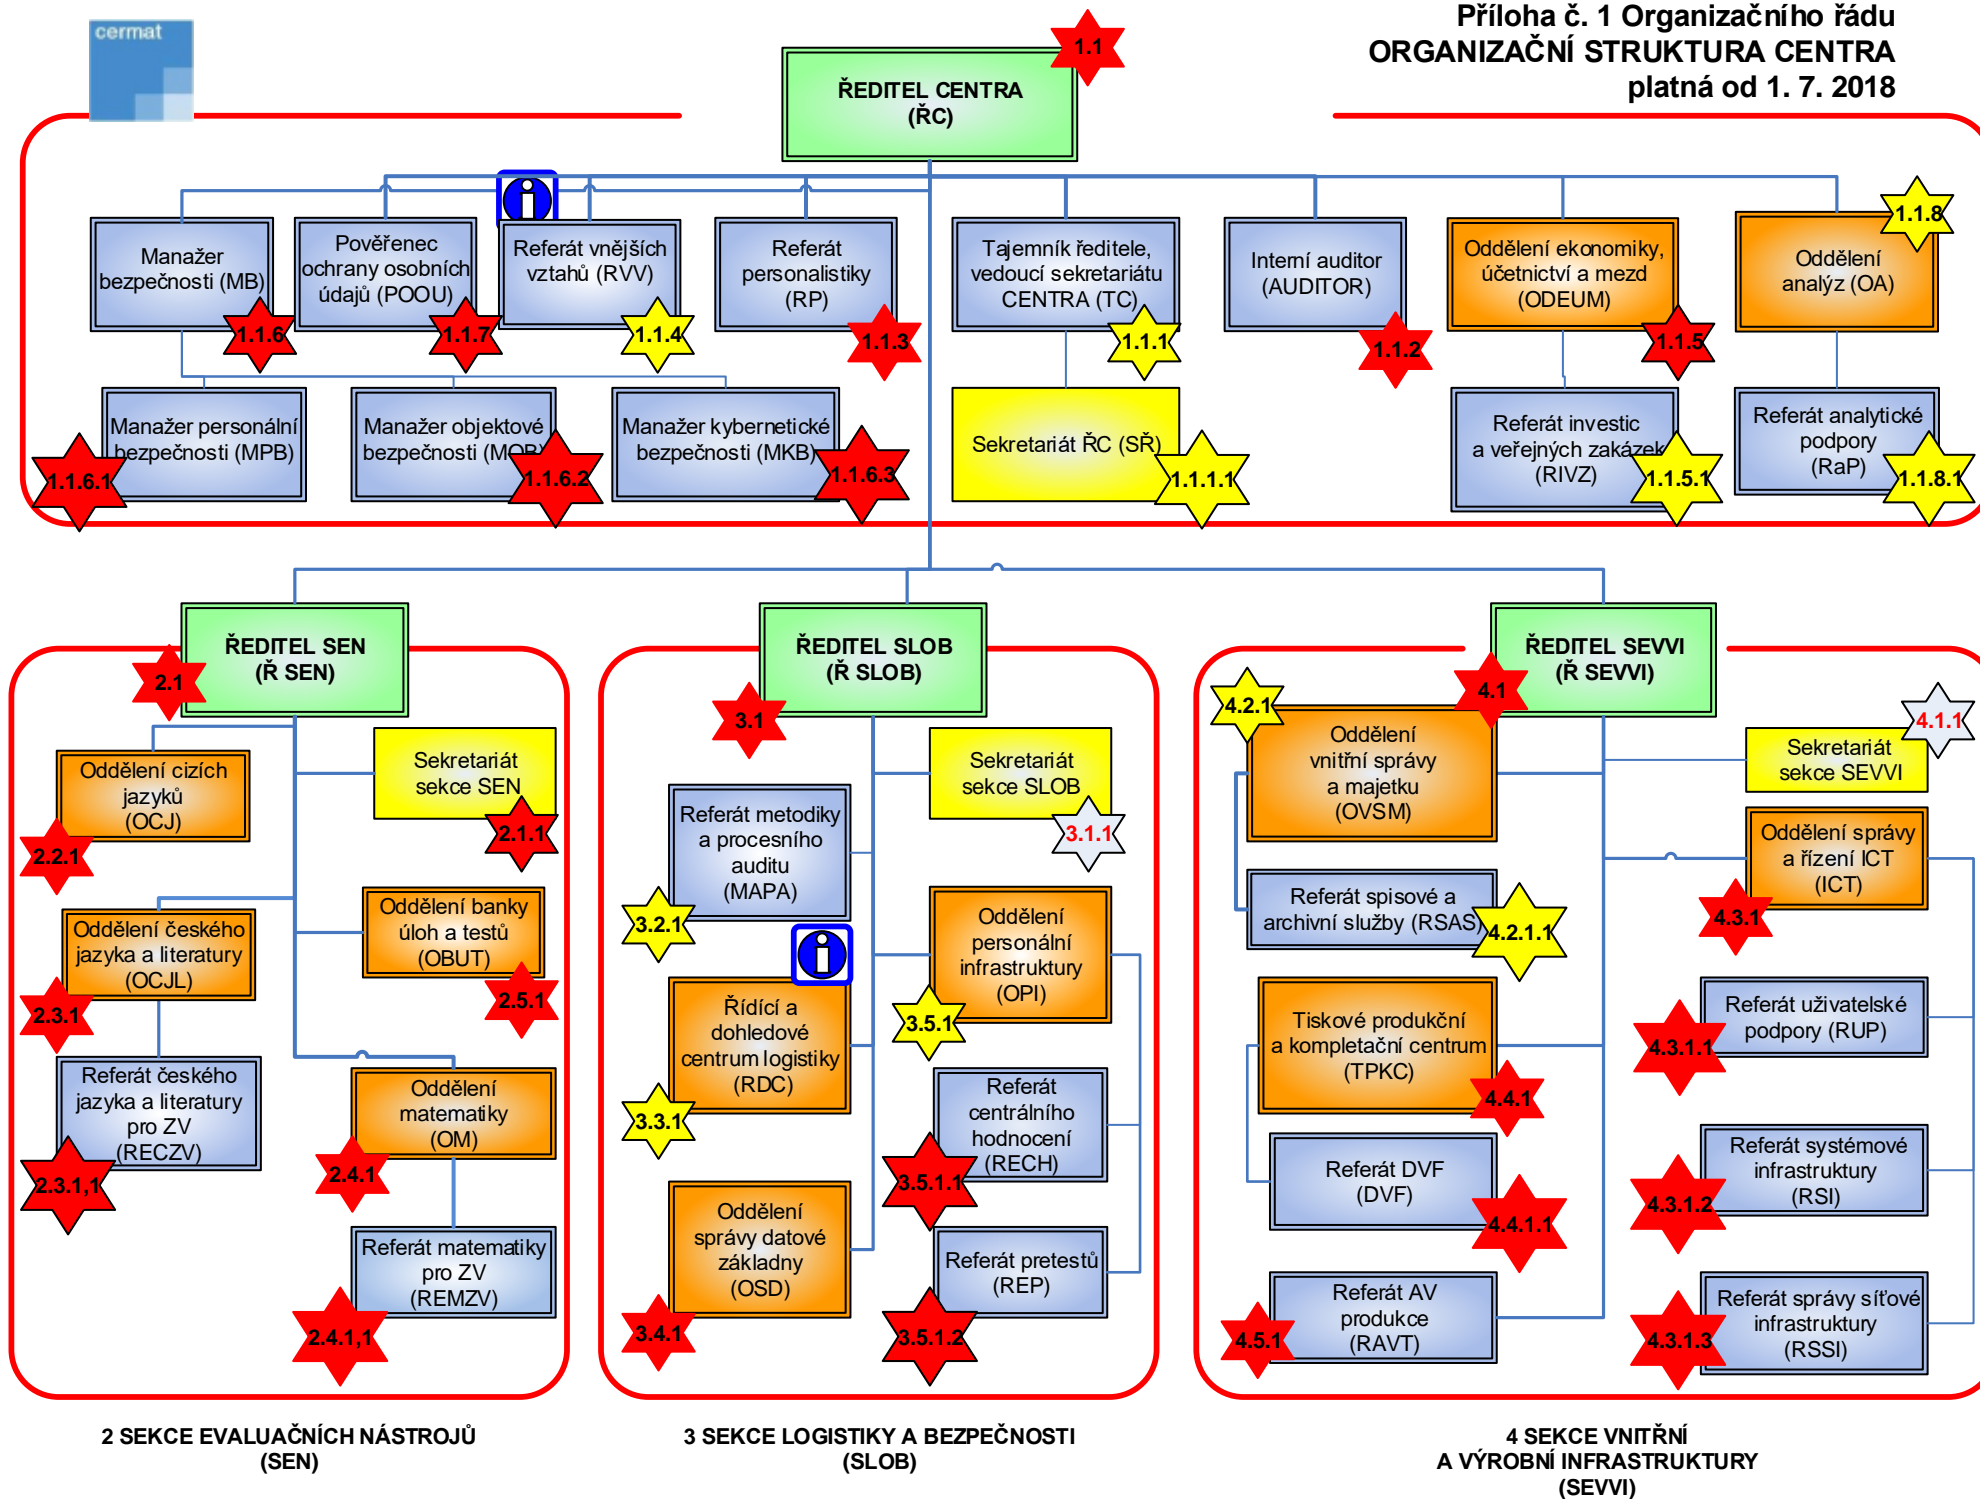 cermat
Příloha č. 1 Organizačního řádu
ORGANIZAČNÍ STRUKTURA CENTRA
platná od 1. 7. 2018
1.1
ŘEDITEL CENTRA
(ŘC)
Manažer
bezpečnosti (MB)
1.1.6
Pověřenec
ochrany osobních
údajů (POOU)
1.1.7
Referát vnějších
vztahů (RVV)
1.1.4
Referát
personalistiky
(RP)
1.1.3
Tajemník ředitele,
vedoucí sekretariátu
CENTRA (TC)
1.1.1
Interní auditor
(AUDITOR)
1.1.2
Oddělení ekonomiky,
účetnictví a mezd
(ODEUM)
1.1.5
1.1.8
Oddělení
analýz (OA)
Manažer personální
bezpečnosti (MPB)
1.1.6.1
Manažer objektové
bezpečnosti (MOB)
1.1.6.2
Manažer kybernetické
bezpečnosti (MKB)
1.1.6.3
Sekretariát ŘC (SŘ)
1.1.1.1
Referát investic
a veřejných zakázek
(RIVZ)
1.1.5.1
Referát analytické
podpory
(RaP)
1.1.8.1
ŘEDITEL SEN
(Ř SEN)
2.1
Oddělení cizích
jazyků
(OCJ)
2.2.1
Sekretariát
sekce SEN
2.1.1
Oddělení českého
jazyka a literatury
(OCJL)
2.3.1
Oddělení banky
úloh a testů
(OBUT)
2.5.1
Referát českého
jazyka a literatury
pro ZV
(RECZV)
2.3.1,1
Oddělení
matematiky
(OM)
2.4.1
Referát matematiky
pro ZV
(REMZV)
2.4.1,1
2 SEKCE EVALUAČNÍCH NÁSTROJŮ
(SEN)
ŘEDITEL SLOB
(Ř SLOB)
3.1
Sekretariát
sekce SLOB
3.1.1
Referát metodiky
a procesního
auditu
(MAPA)
3.2.1
Oddělení
personální
infrastruktury
(OPI)
3.5.1
Řídící a
dohledové
centrum logistiky
(RDC)
3.3.1
Referát
centrálního
hodnocení
(RECH)
3.5.1.1
Oddělení
správy datové
základny
(OSD)
3.4.1
Referát pretestů
(REP)
3.5.1.2
3 SEKCE LOGISTIKY A BEZPEČNOSTI
(SLOB)
ŘEDITEL SEVVI
(Ř SEVVI)
4.1
4.2.1
Oddělení
vnitřní správy
a majetku
(OVSM)
4.1.1
Sekretariát
sekce SEVVI
Oddělení správy
a řízení ICT
(ICT)
4.3.1
Referát spisové a
archivní služby (RSAS)
4.2.1.1
Tiskové produkční
a kompletační centrum
(TPKC)
4.4.1
Referát uživatelské
podpory (RUP)
4.3.1.1
Referát DVF
(DVF)
4.4.1.1
Referát systémové
infrastruktury
(RSI)
4.3.1.2
Referát AV
produkce
(RAVT)
4.5.1
Referát správy síťové
infrastruktury
(RSSI)
4.3.1.3
4 SEKCE VNITŘNÍ
A VÝROBNÍ INFRASTRUKTURY
(SEVVI)